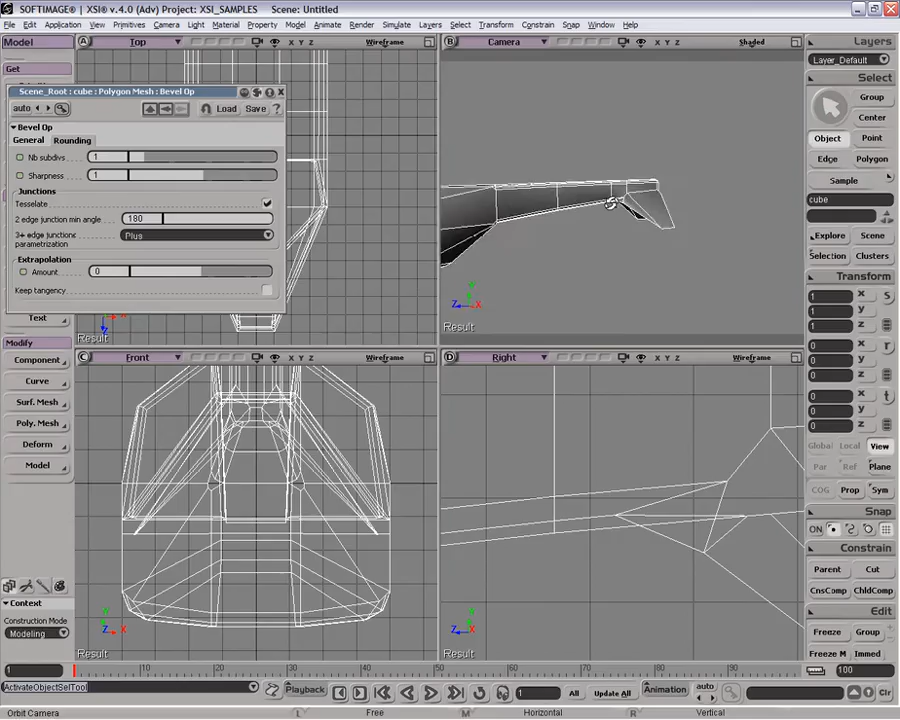 SOFTIMAGE® | XSI® v.4.0 (Adv) Project: XSI_SAMPLES    Scene: Untitled
File Edit Application View Primitives Camera Light Material Property Model Animate Render Tools Curves Layers Select Transform Constrain Snap Window Help
Model
Get
Text
Modify
Component
Curve
Surf. Mesh
Poly. Mesh
Deform
Model
Context
Construction Mode
Modeling
A Top X Y Z Wireframe
Result
B Camera X Y Z Shaded
Result
C Front X Y Z Wireframe
Result
D Right X Y Z Wireframe
Result
Scene_Root : cube : Polygon Mesh : Bevel Op
auto Load Save
Bevel Op
General Rounding
Nb subdivs 1
Sharpness 1
Junctions
Tesselate
2 edge junction min angle 180
3+ edge junctions parametrization Plus
Extrapolation
Amount 0
Keep tangency
Layers
Layer_Default
Select
Group
Center
Object Point
Edge Polygon
Sample
cube
Explore Scene
Selection Clusters
Transform
1 x S
1 y
1 z
0 x r
0 y
0 z
0 x t
0 y
0 z
Global Local View
Par Ref Plane
COG Prop Sym
Snap
ON
Constrain
Parent Cut
CnsComp ChldComp
Edit
Freeze Group
Freeze M Immed
1 10 20 30 40 50 60 70 80 90 100
ActivateObjectSelTool Playback 1 All Update All Animation auto Clr
Orbit Camera L Free M Horizontal R Vertical